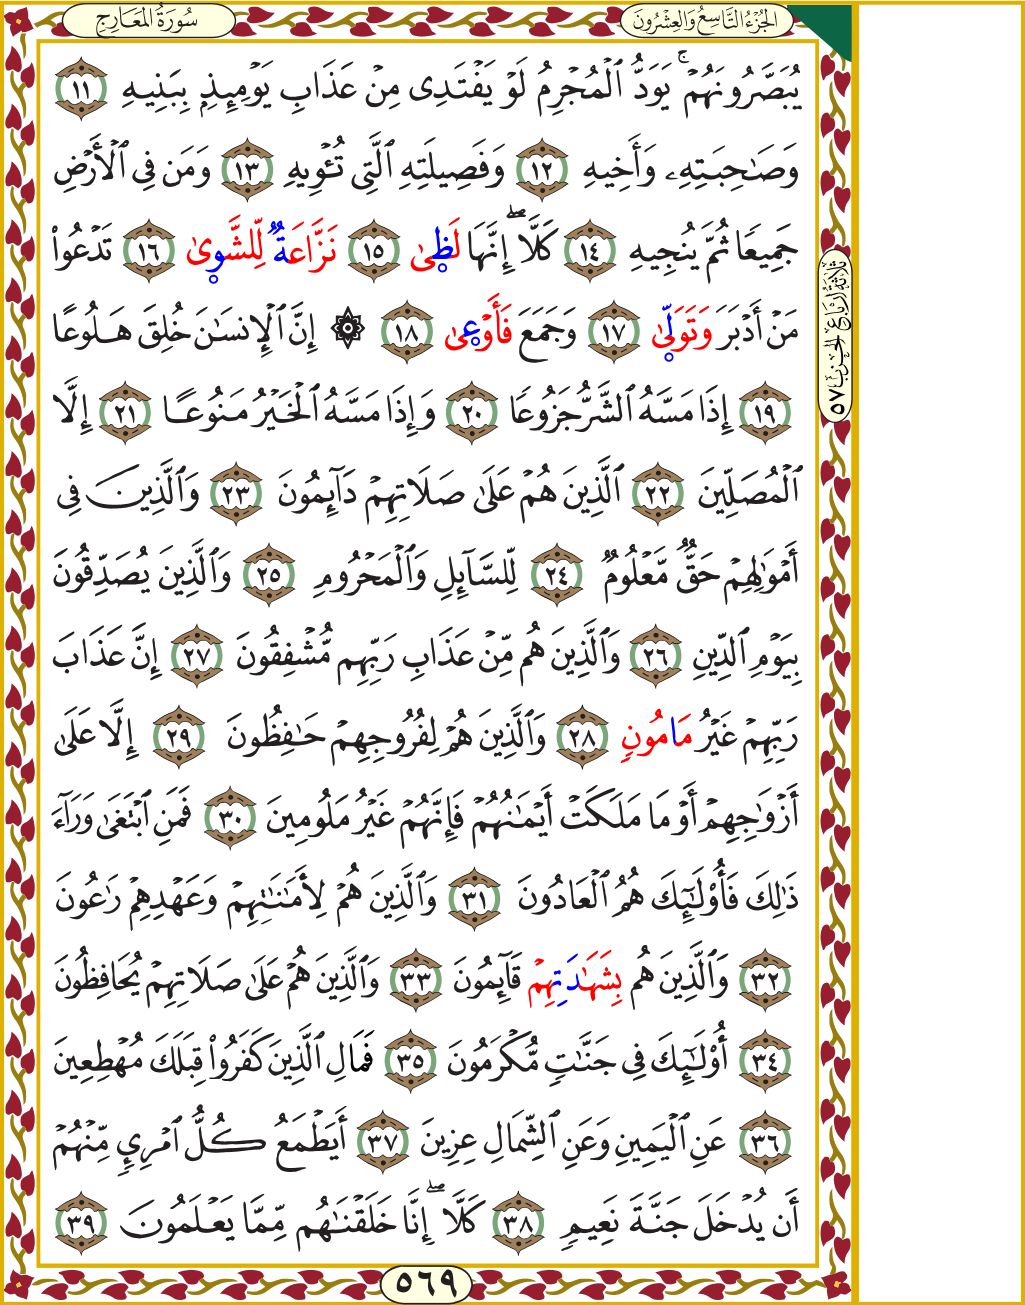 الجُزْءُ التَّاسِعُ وَالعِشْرُونَ
سُورَةُ المَعَارِجِ
يُبَصَّرُونَهُمْ ۚ يَوَدُّ ٱلْمُجْرِمُ لَوْ يَفْتَدِى مِنْ عَذَابِ يَوْمِئِذٍۭ بِبَنِيهِ ١١
وَصَٰحِبَتِهِۦ وَأَخِيهِ ١٢ وَفَصِيلَتِهِ ٱلَّتِى تُـْٔوِيهِ ١٣ وَمَن فِى ٱلْأَرْضِ
جَمِيعًا ثُمَّ يُنجِيهِ ١٤ كَلَّآ ۖ إِنَّهَا لَظٜىٰ ١٥ نَزَّاعَةٌ لِّلشَّوٜىٰ ١٦ تَدْعُوا۟
مَنْ أَدْبَرَ وَتَوَلّٜىٰ ١٧ وَجَمَعَ فَأَوْعٜىٰ ١٨ ۞ إِنَّ ٱلْإِنسَٰنَ خُلِقَ هَلُوعًا
١٩ إِذَا مَسَّهُ ٱلشَّرُّ جَزُوعًا ٢٠ وَإِذَا مَسَّهُ ٱلْخَيْرُ مَنُوعًا ٢١ إِلَّا
ٱلْمُصَلِّينَ ٢٢ ٱلَّذِينَ هُمْ عَلَىٰ صَلَاتِهِمْ دَآئِمُونَ ٢٣ وَٱلَّذِينَ فِىٓ
أَمْوَٰلِهِمْ حَقٌّ مَّعْلُومٌ ٢٤ لِّلسَّآئِلِ وَٱلْمَحْرُومِ ٢٥ وَٱلَّذِينَ يُصَدِّقُونَ
بِيَوْمِ ٱلدِّينِ ٢٦ وَٱلَّذِينَ هُم مِّنْ عَذَابِ رَبِّهِم مُّشْفِقُونَ ٢٧ إِنَّ عَذَابَ
رَبِّهِمْ غَيْرُ مَامُونٍ ٢٨ وَٱلَّذِينَ هُمْ لِفُرُوجِهِمْ حَٰفِظُونَ ٢٩ إِلَّا عَلَىٰٓ
أَزْوَٰجِهِمْ أَوْ مَا مَلَكَتْ أَيْمَٰنُهُمْ فَإِنَّهُمْ غَيْرُ مَلُومِينَ ٣٠ فَمَنِ ٱبْتَغَىٰ وَرَآءَ
ذَٰلِكَ فَأُو۟لَٰٓئِكَ هُمُ ٱلْعَادُونَ ٣١ وَٱلَّذِينَ هُمْ لِأَمَٰنَٰتِهِمْ وَعَهْدِهِمْ رَٰعُونَ
٣٢ وَٱلَّذِينَ هُم بِشَهَٰدَتِهِمْ قَآئِمُونَ ٣٣ وَٱلَّذِينَ هُمْ عَلَىٰ صَلَاتِهِمْ يُحَافِظُونَ
٣٤ أُو۟لَٰٓئِكَ فِى جَنَّٰتٍ مُّكْرَمُونَ ٣٥ فَمَالِ ٱلَّذِينَ كَفَرُوا۟ قِبَلَكَ مُهْطِعِينَ
٣٦ عَنِ ٱلْيَمِينِ وَعَنِ ٱلشِّمَالِ عِزِينَ ٣٧ أَيَطْمَعُ كُلُّ ٱمْرِئٍ مِّنْهُمْ
أَن يُدْخَلَ جَنَّةَ نَعِيمٍ ٣٨ كَلَّآ ۖ إِنَّا خَلَقْنَٰهُم مِّمَّا يَعْلَمُونَ ٣٩
ثَلَاثَةُ أَرْبَاعِ الحِزْبِ ٥٧
٥٦٩